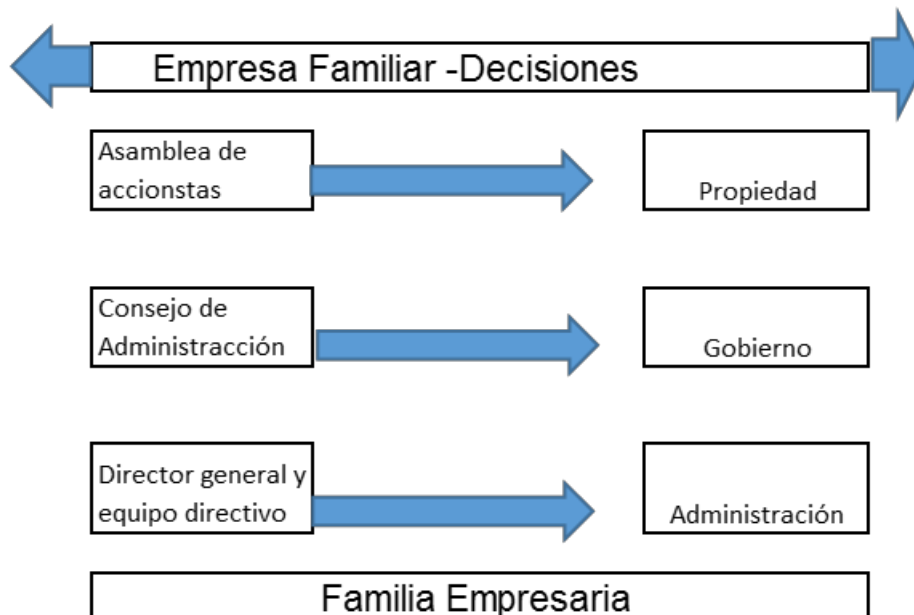 Empresa Familiar -Decisiones
Asamblea de
accionstas
Propiedad
Consejo de
Administracción
Gobierno
Director general y
equipo directivo
Administración
Familia Empresaria